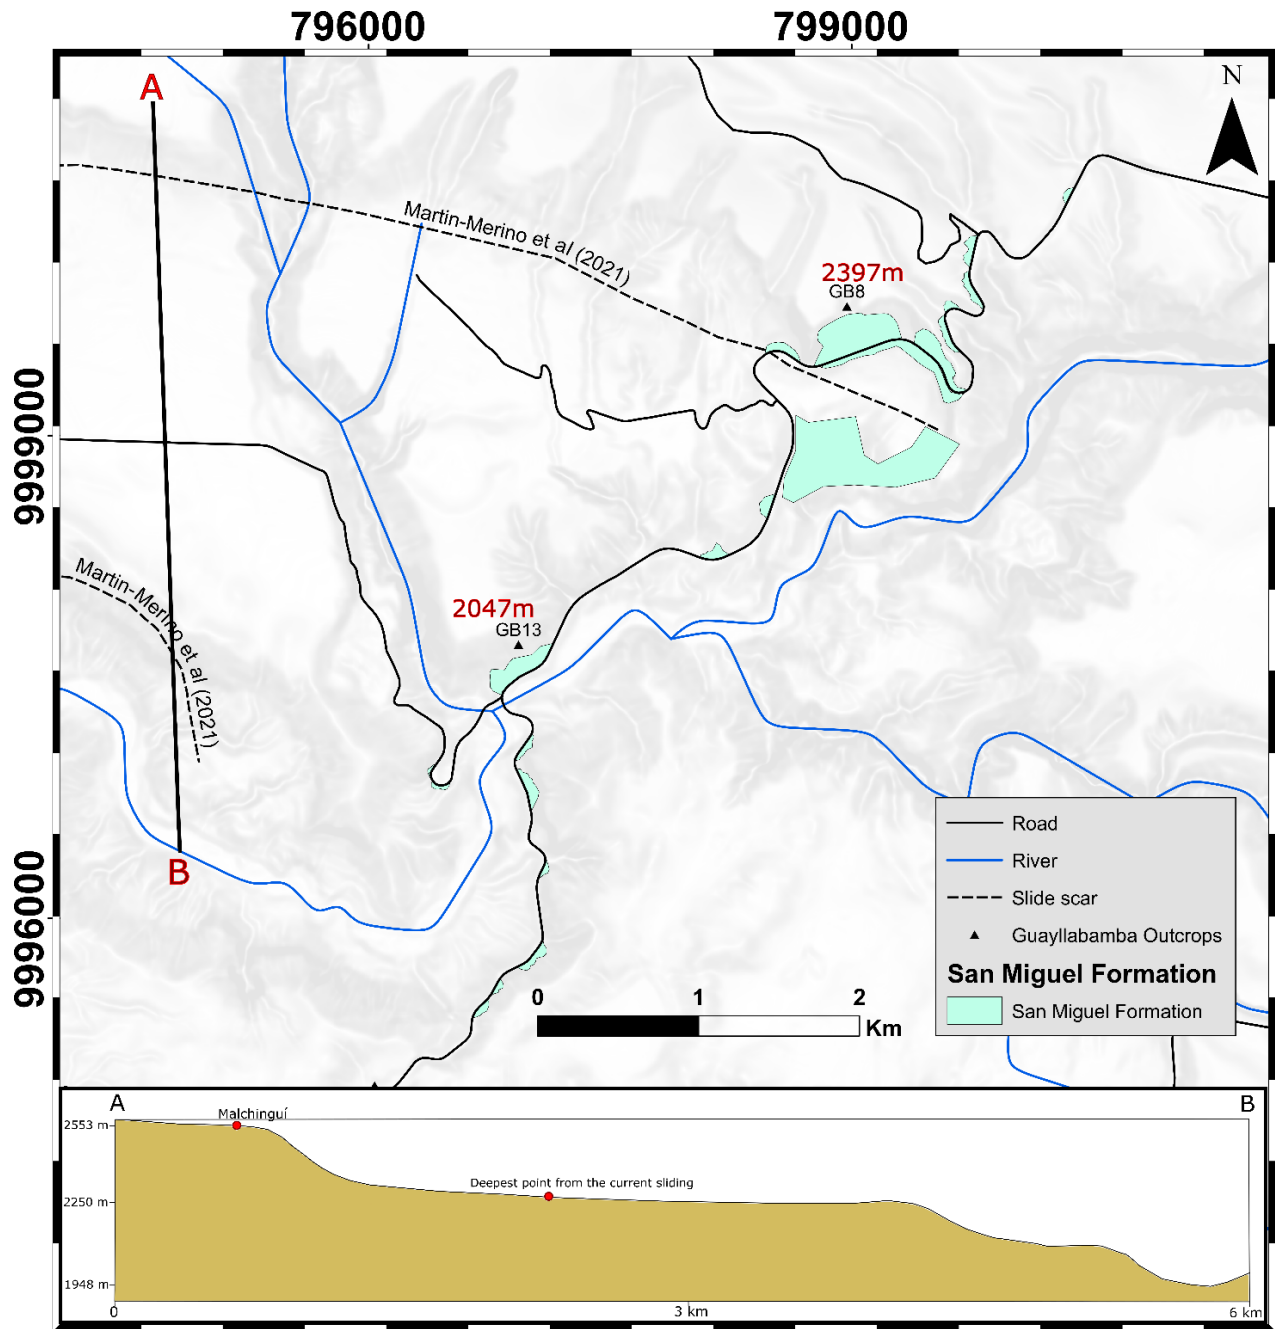 796000
799000
A
N
Martin-Merino et al (2021)
2397m
GB8
9999000
Martin-Merino et al (2021)
2047m
GB13
B
9996000
0
1
2
Km
Road
River
Slide scar
Guayllabamba Outcrops
San Miguel Formation
San Miguel Formation
A
B
Malchinguí
2553 m
Deepest point from the current sliding
2250 m
1948 m
0
3 km
6 km